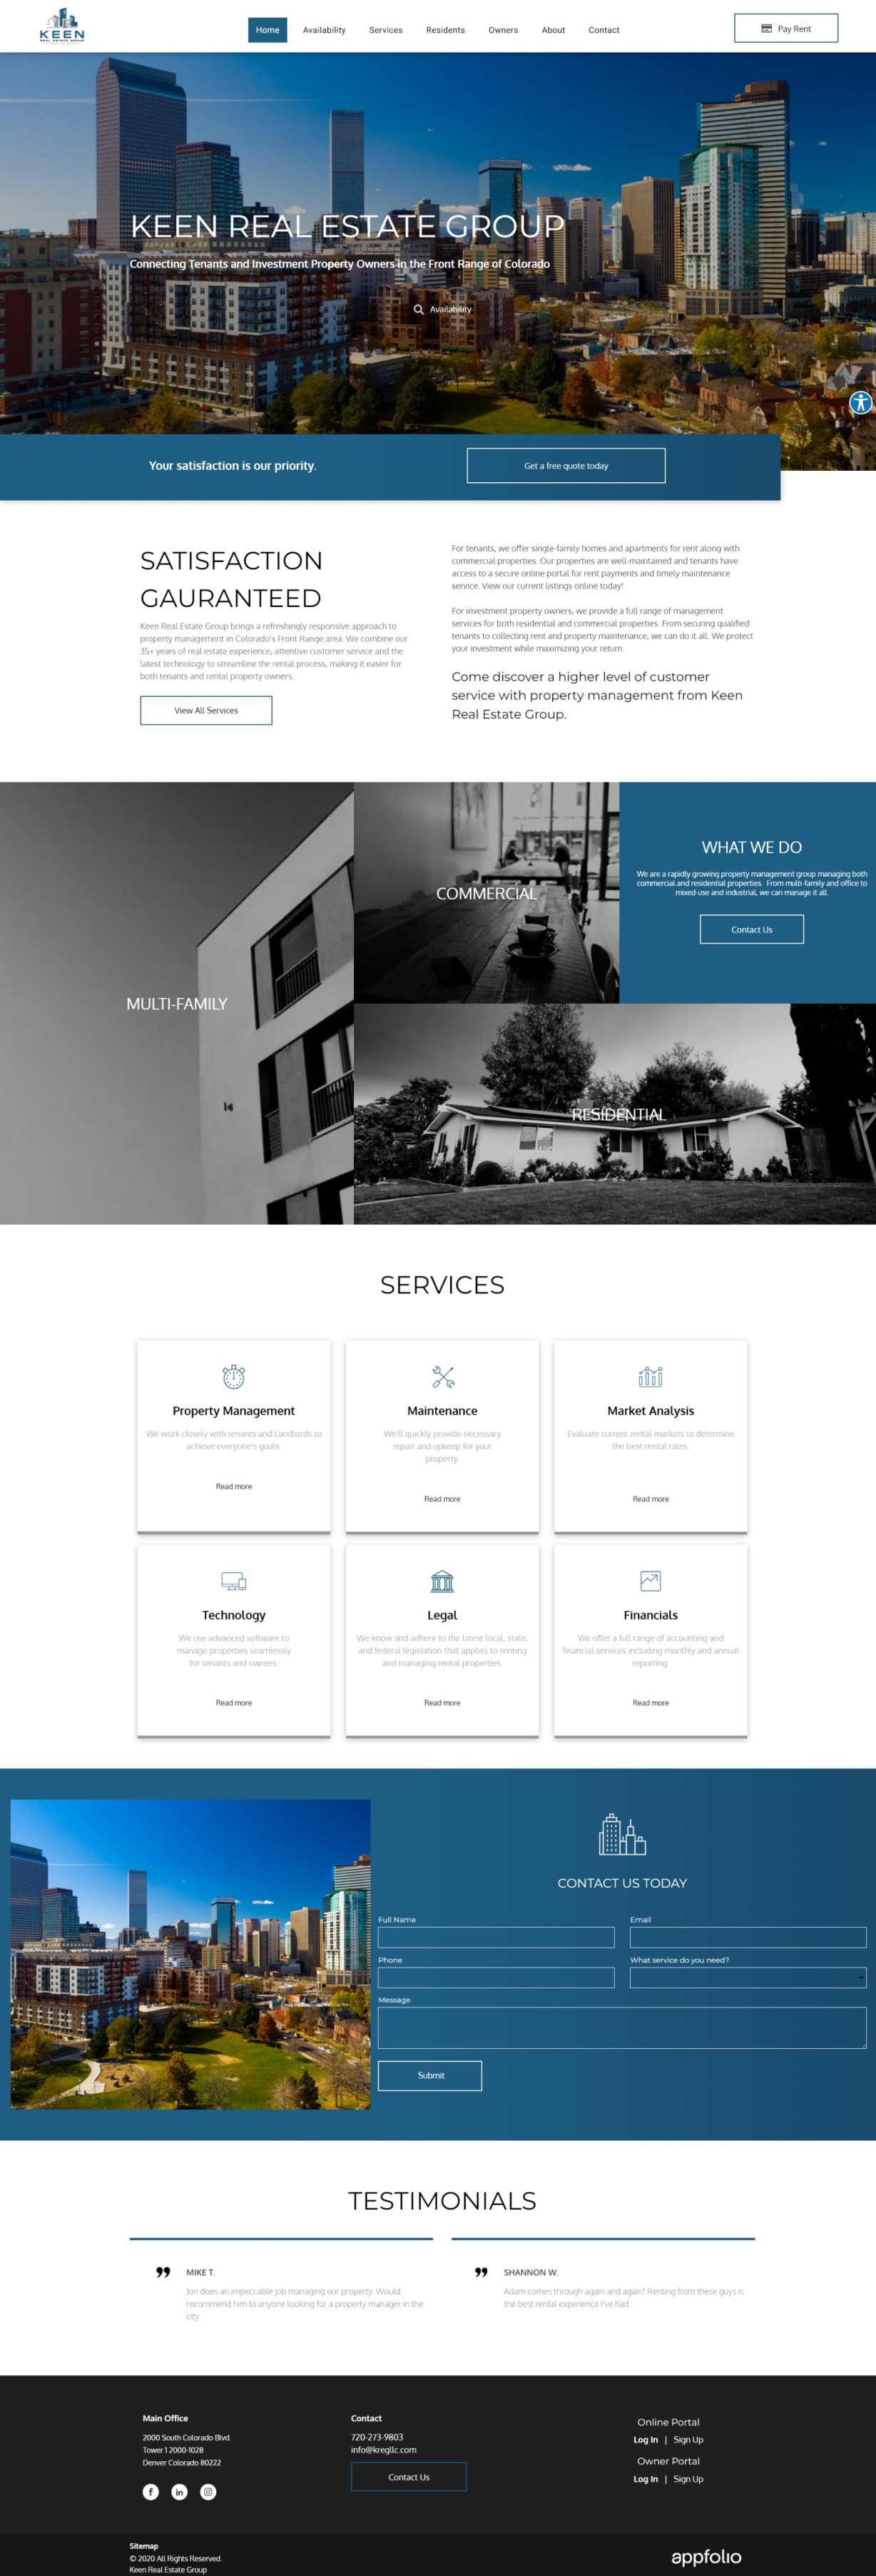 KEEN
REAL ESTATE GROUP
Home
Availability
Services
Residents
Owners
About
Contact
Pay Rent
KEEN REAL ESTATE GROUP
Connecting Tenants and Investment Property Owners in the Front Range of Colorado
Availability
Your satisfaction is our priority.
Get a free quote today
SATISFACTION
GAURANTEED
Keen Real Estate Group brings a refreshingly responsive approach to
property management in Colorado's Front Range area. We combine our
35+ years of real estate experience, attentive customer service and the
latest technology to streamline the rental process, making it easier for
both tenants and rental property owners.
View All Services
For tenants, we offer single-family homes and apartments for rent along with
commercial properties. Our properties are well-maintained and tenants have
access to a secure online portal for rent payments and timely maintenance
service. View our current listings online today!
For investment property owners, we provide a full range of management
services for both residential and commercial properties. From securing qualified
tenants to collecting rent and property maintenance, we can do it all. We protect
your investment while maximizing your return.
Come discover a higher level of customer
service with property management from Keen
Real Estate Group.
MULTI-FAMILY
COMMERCIAL
WHAT WE DO
We are a rapidly growing property management group managing both
commercial and residential properties. From multi-family and office to
mixed-use and industrial, we can manage it all.
Contact Us
RESIDENTIAL
SERVICES
Property Management
We work closely with tenants and Landlords to
achieve everyone's goals.
Read more
Maintenance
We'll quickly provide necessary
repair and upkeep for your
property.
Read more
Market Analysis
Evaluate current rental markets to determine
the best rental rates.
Read more
Technology
We use advanced software to
manage properties seamlessly
for tenants and owners.
Read more
Legal
We know and adhere to the latest local, state,
and federal legislation that applies to renting
and managing rental properties.
Read more
Financials
We offer a full range of accounting and
financial services including monthly and annual
reporting.
Read more
CONTACT US TODAY
Full Name
Email
Phone
What service do you need?
Message
Submit
TESTIMONIALS
MIKE T.
Jon does an impeccable job managing our property. Would
recommend him to anyone looking for a property manager in the
city.
SHANNON W.
Adam comes through again and again! Renting from these guys is
the best rental experience I've had.
Main Office
2000 South Colorado Blvd.
Tower 1 2000-1028
Denver Colorado 80222
Contact
720-273-9803
info@kregllc.com
Contact Us
Online Portal
Log In | Sign Up
Owner Portal
Log In | Sign Up
Sitemap
© 2020 All Rights Reserved.
Keen Real Estate Group
appfolio